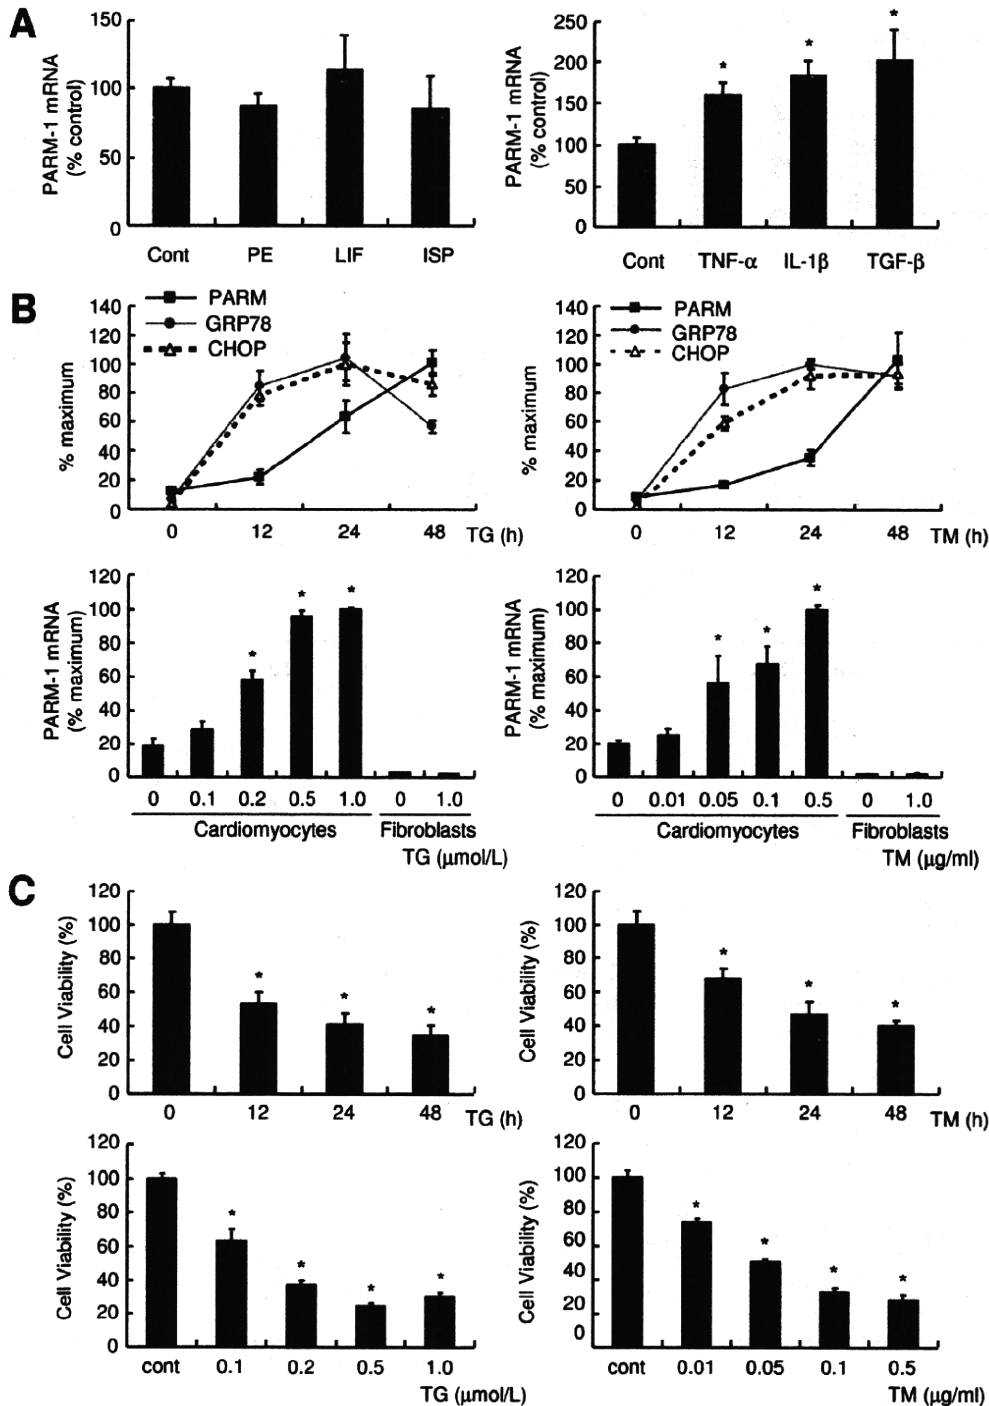 A
PARM-1 mRNA
(% control)
150
100
50
0
Cont PE LIF ISP
PARM-1 mRNA
(% control)
250
200
150
100
50
0
* * *
Cont TNF-α IL-1β TGF-β
B
% maximum
140
120
100
80
60
40
20
0
PARM
GRP78
CHOP
0 12 24 48 TG (h)
% maximum
140
120
100
80
60
40
20
0
PARM
GRP78
CHOP
0 12 24 48 TM (h)
PARM-1 mRNA
(% maximum)
120
100
80
60
40
20
0
* * *
0 0.1 0.2 0.5 1.0 0 1.0
Cardiomyocytes Fibroblasts
TG (μmol/L)
PARM-1 mRNA
(% maximum)
120
100
80
60
40
20
0
* * *
0 0.01 0.05 0.1 0.5 0 1.0
Cardiomyocytes Fibroblasts
TM (μg/ml)
C
Cell Viability (%)
120
100
80
60
40
20
0
* * *
0 12 24 48 TG (h)
Cell Viability (%)
120
100
80
60
40
20
0
* * *
0 12 24 48 TM (h)
Cell Viability (%)
120
100
80
60
40
20
0
* * * *
cont 0.1 0.2 0.5 1.0
TG (μmol/L)
Cell Viability (%)
120
100
80
60
40
20
0
* * * *
cont 0.01 0.05 0.1 0.5
TM (μg/ml)